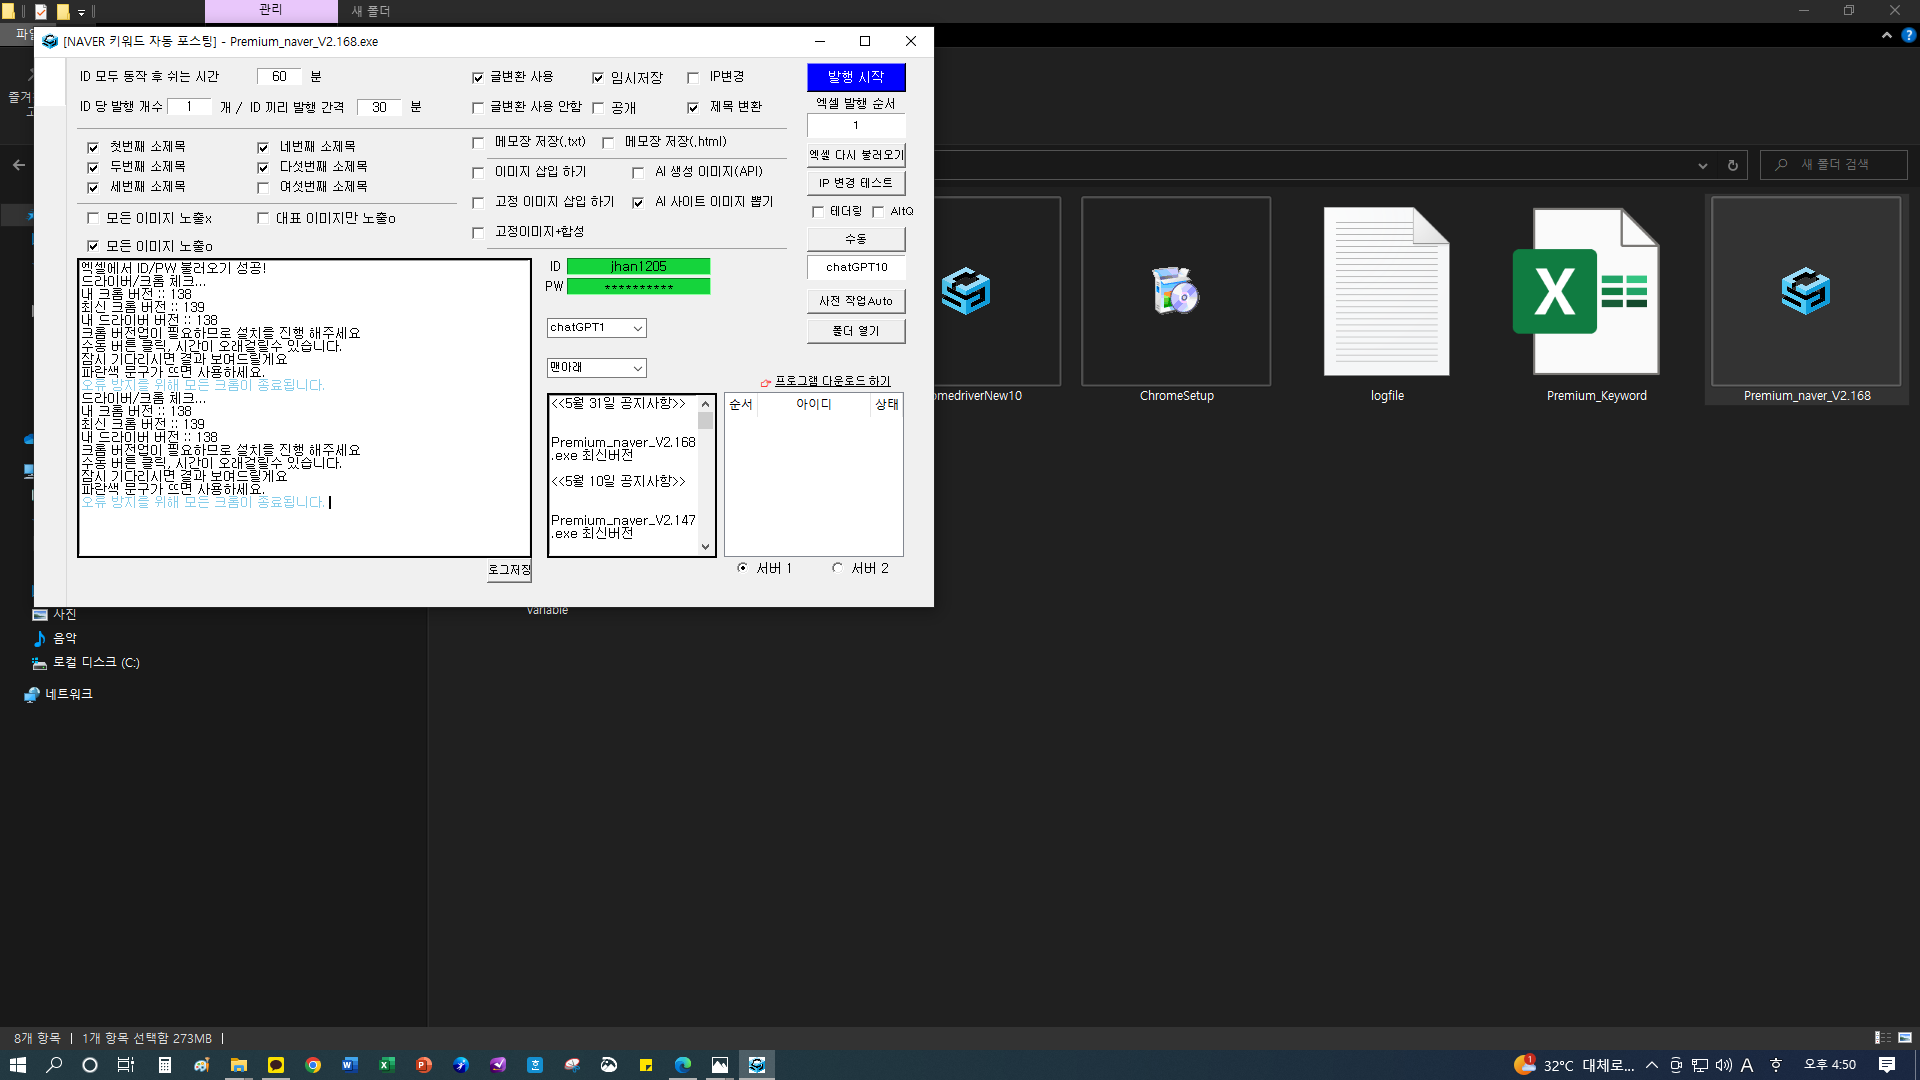 관리
새 폴더
파일
[NAVER 키워드 자동 포스팅] - Premium_naver_V2.168.exe
ID 모두 동작 후 쉬는 시간 60 분
ID 당 발행 개수 1 개 / ID 끼리 발행 간격 30 분
글변환 사용 임시저장 IP변경
글변환 사용 안함 공개 제목 변환
발행 시작
엑셀 발행 순서
1
엑셀 다시 불러오기
IP 변경 테스트
테더링 AltQ
수동
chatGPT10
사전 작업Auto
폴더 열기
첫번째 소제목 네번째 소제목
두번째 소제목 다섯번째 소제목
세번째 소제목 여섯번째 소제목
모든 이미지 노출x 대표 이미지만 노출o
모든 이미지 노출o
메모장 저장(.txt) 메모장 저장(.html)
이미지 삽입 하기 AI 생성 이미지(API)
고정 이미지 삽입 하기 AI 사이트 이미지 뽑기
고정이미지+합성
엑셀에서 ID/PW 불러오기 성공!
드라이버/크롬 체크...
내 크롬 버전 :: 138
최신 크롬 버전 :: 139
내 드라이버 버전 :: 138
크롬 버전업이 필요하므로 설치를 진행 해주세요
수동 버튼 클릭, 시간이 오래걸릴수 있습니다.
잠시 기다리시면 결과 보여드릴게요
파란색 문구가 뜨면 사용하세요.
오류 방지를 위해 모든 크롬이 종료됩니다.
드라이버/크롬 체크...
내 크롬 버전 :: 138
최신 크롬 버전 :: 139
내 드라이버 버전 :: 138
크롬 버전업이 필요하므로 설치를 진행 해주세요
수동 버튼 클릭, 시간이 오래걸릴수 있습니다.
잠시 기다리시면 결과 보여드릴게요
파란색 문구가 뜨면 사용하세요.
오류 방지를 위해 모든 크롬이 종료됩니다.
로그저장
ID jhan1205
PW **********
chatGPT1
맨아래
프로그램 다운로드 하기
<<5월 31일 공지사항>>
Premium_naver_V2.168
.exe 최신버전
<<5월 10일 공지사항>>
Premium_naver_V2.147
.exe 최신버전
순서 아이디 상태
서버 1 서버 2
새 폴더 검색
omedriverNew10
ChromeSetup
logfile
Premium_Keyword
Premium_naver_V2.168
variable
사진
음악
로컬 디스크 (C:)
네트워크
8개 항목 1개 항목 선택함 273MB
32°C 대체로...
A 한 오후 4:50